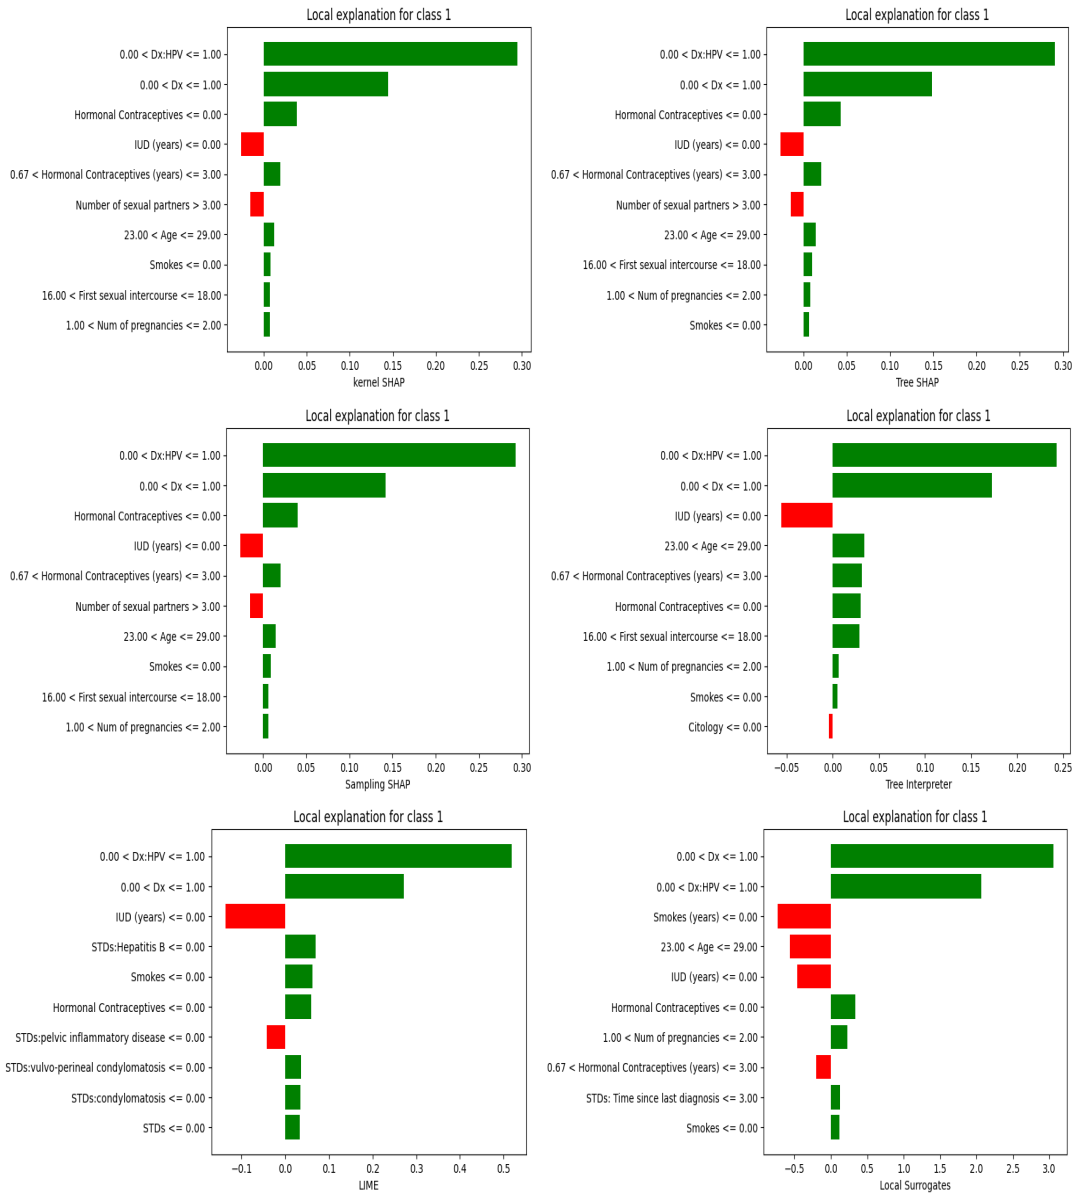 Local explanation for class 1
0.00 < Dx:HPV <= 1.00
0.00 < Dx <= 1.00
Hormonal Contraceptives <= 0.00
IUD (years) <= 0.00
0.67 < Hormonal Contraceptives (years) <= 3.00
Number of sexual partners > 3.00
23.00 < Age <= 29.00
Smokes <= 0.00
16.00 < First sexual intercourse <= 18.00
1.00 < Num of pregnancies <= 2.00
0.00 0.05 0.10 0.15 0.20 0.25 0.30
kernel SHAP
Local explanation for class 1
0.00 < Dx:HPV <= 1.00
0.00 < Dx <= 1.00
Hormonal Contraceptives <= 0.00
IUD (years) <= 0.00
0.67 < Hormonal Contraceptives (years) <= 3.00
Number of sexual partners > 3.00
23.00 < Age <= 29.00
16.00 < First sexual intercourse <= 18.00
1.00 < Num of pregnancies <= 2.00
Smokes <= 0.00
0.00 0.05 0.10 0.15 0.20 0.25 0.30
Tree SHAP
Local explanation for class 1
0.00 < Dx:HPV <= 1.00
0.00 < Dx <= 1.00
Hormonal Contraceptives <= 0.00
IUD (years) <= 0.00
0.67 < Hormonal Contraceptives (years) <= 3.00
Number of sexual partners > 3.00
23.00 < Age <= 29.00
Smokes <= 0.00
16.00 < First sexual intercourse <= 18.00
1.00 < Num of pregnancies <= 2.00
0.00 0.05 0.10 0.15 0.20 0.25 0.30
Sampling SHAP
Local explanation for class 1
0.00 < Dx:HPV <= 1.00
0.00 < Dx <= 1.00
IUD (years) <= 0.00
23.00 < Age <= 29.00
0.67 < Hormonal Contraceptives (years) <= 3.00
Hormonal Contraceptives <= 0.00
16.00 < First sexual intercourse <= 18.00
1.00 < Num of pregnancies <= 2.00
Smokes <= 0.00
Citology <= 0.00
−0.05 0.00 0.05 0.10 0.15 0.20 0.25
Tree Interpreter
Local explanation for class 1
0.00 < Dx:HPV <= 1.00
0.00 < Dx <= 1.00
IUD (years) <= 0.00
STDs:Hepatitis B <= 0.00
Smokes <= 0.00
Hormonal Contraceptives <= 0.00
STDs:pelvic inflammatory disease <= 0.00
STDs:vulvo-perineal condylomatosis <= 0.00
STDs:condylomatosis <= 0.00
STDs <= 0.00
−0.1 0.0 0.1 0.2 0.3 0.4 0.5
LIME
Local explanation for class 1
0.00 < Dx <= 1.00
0.00 < Dx:HPV <= 1.00
Smokes (years) <= 0.00
23.00 < Age <= 29.00
IUD (years) <= 0.00
Hormonal Contraceptives <= 0.00
1.00 < Num of pregnancies <= 2.00
0.67 < Hormonal Contraceptives (years) <= 3.00
STDs: Time since last diagnosis <= 3.00
Smokes <= 0.00
−0.5 0.0 0.5 1.0 1.5 2.0 2.5 3.0
Local Surrogates